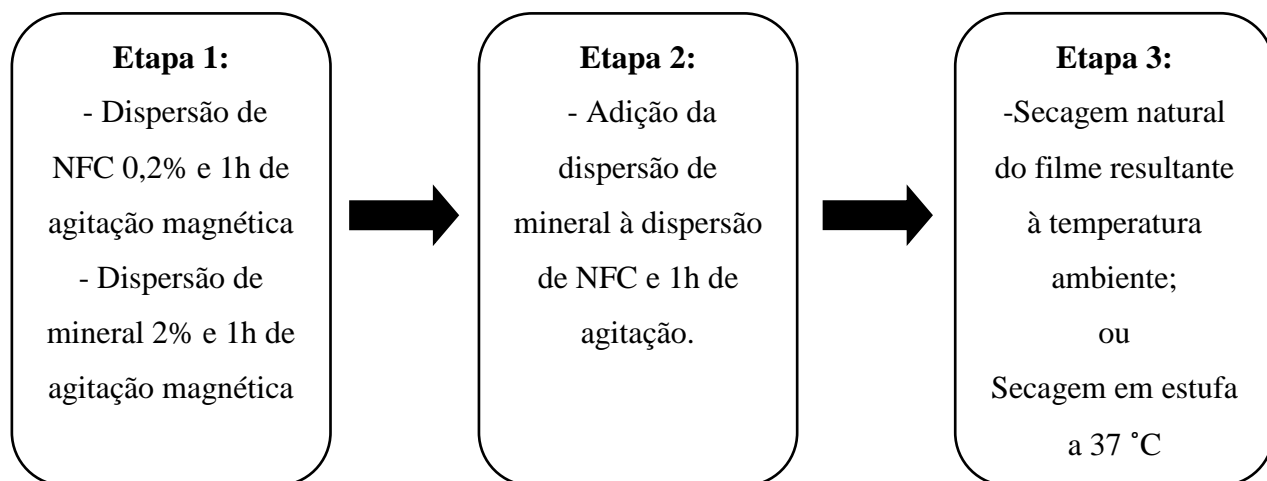 Etapa 1:
- Dispersão de
NFC 0,2% e 1h de
agitação magnética
- Dispersão de
mineral 2% e 1h de
agitação magnética
Etapa 2:
- Adição da
dispersão de
mineral à dispersão
de NFC e 1h de
agitação.
Etapa 3:
-Secagem natural
do filme resultante
à temperatura
ambiente;
ou
Secagem em estufa
a 37 ˚C